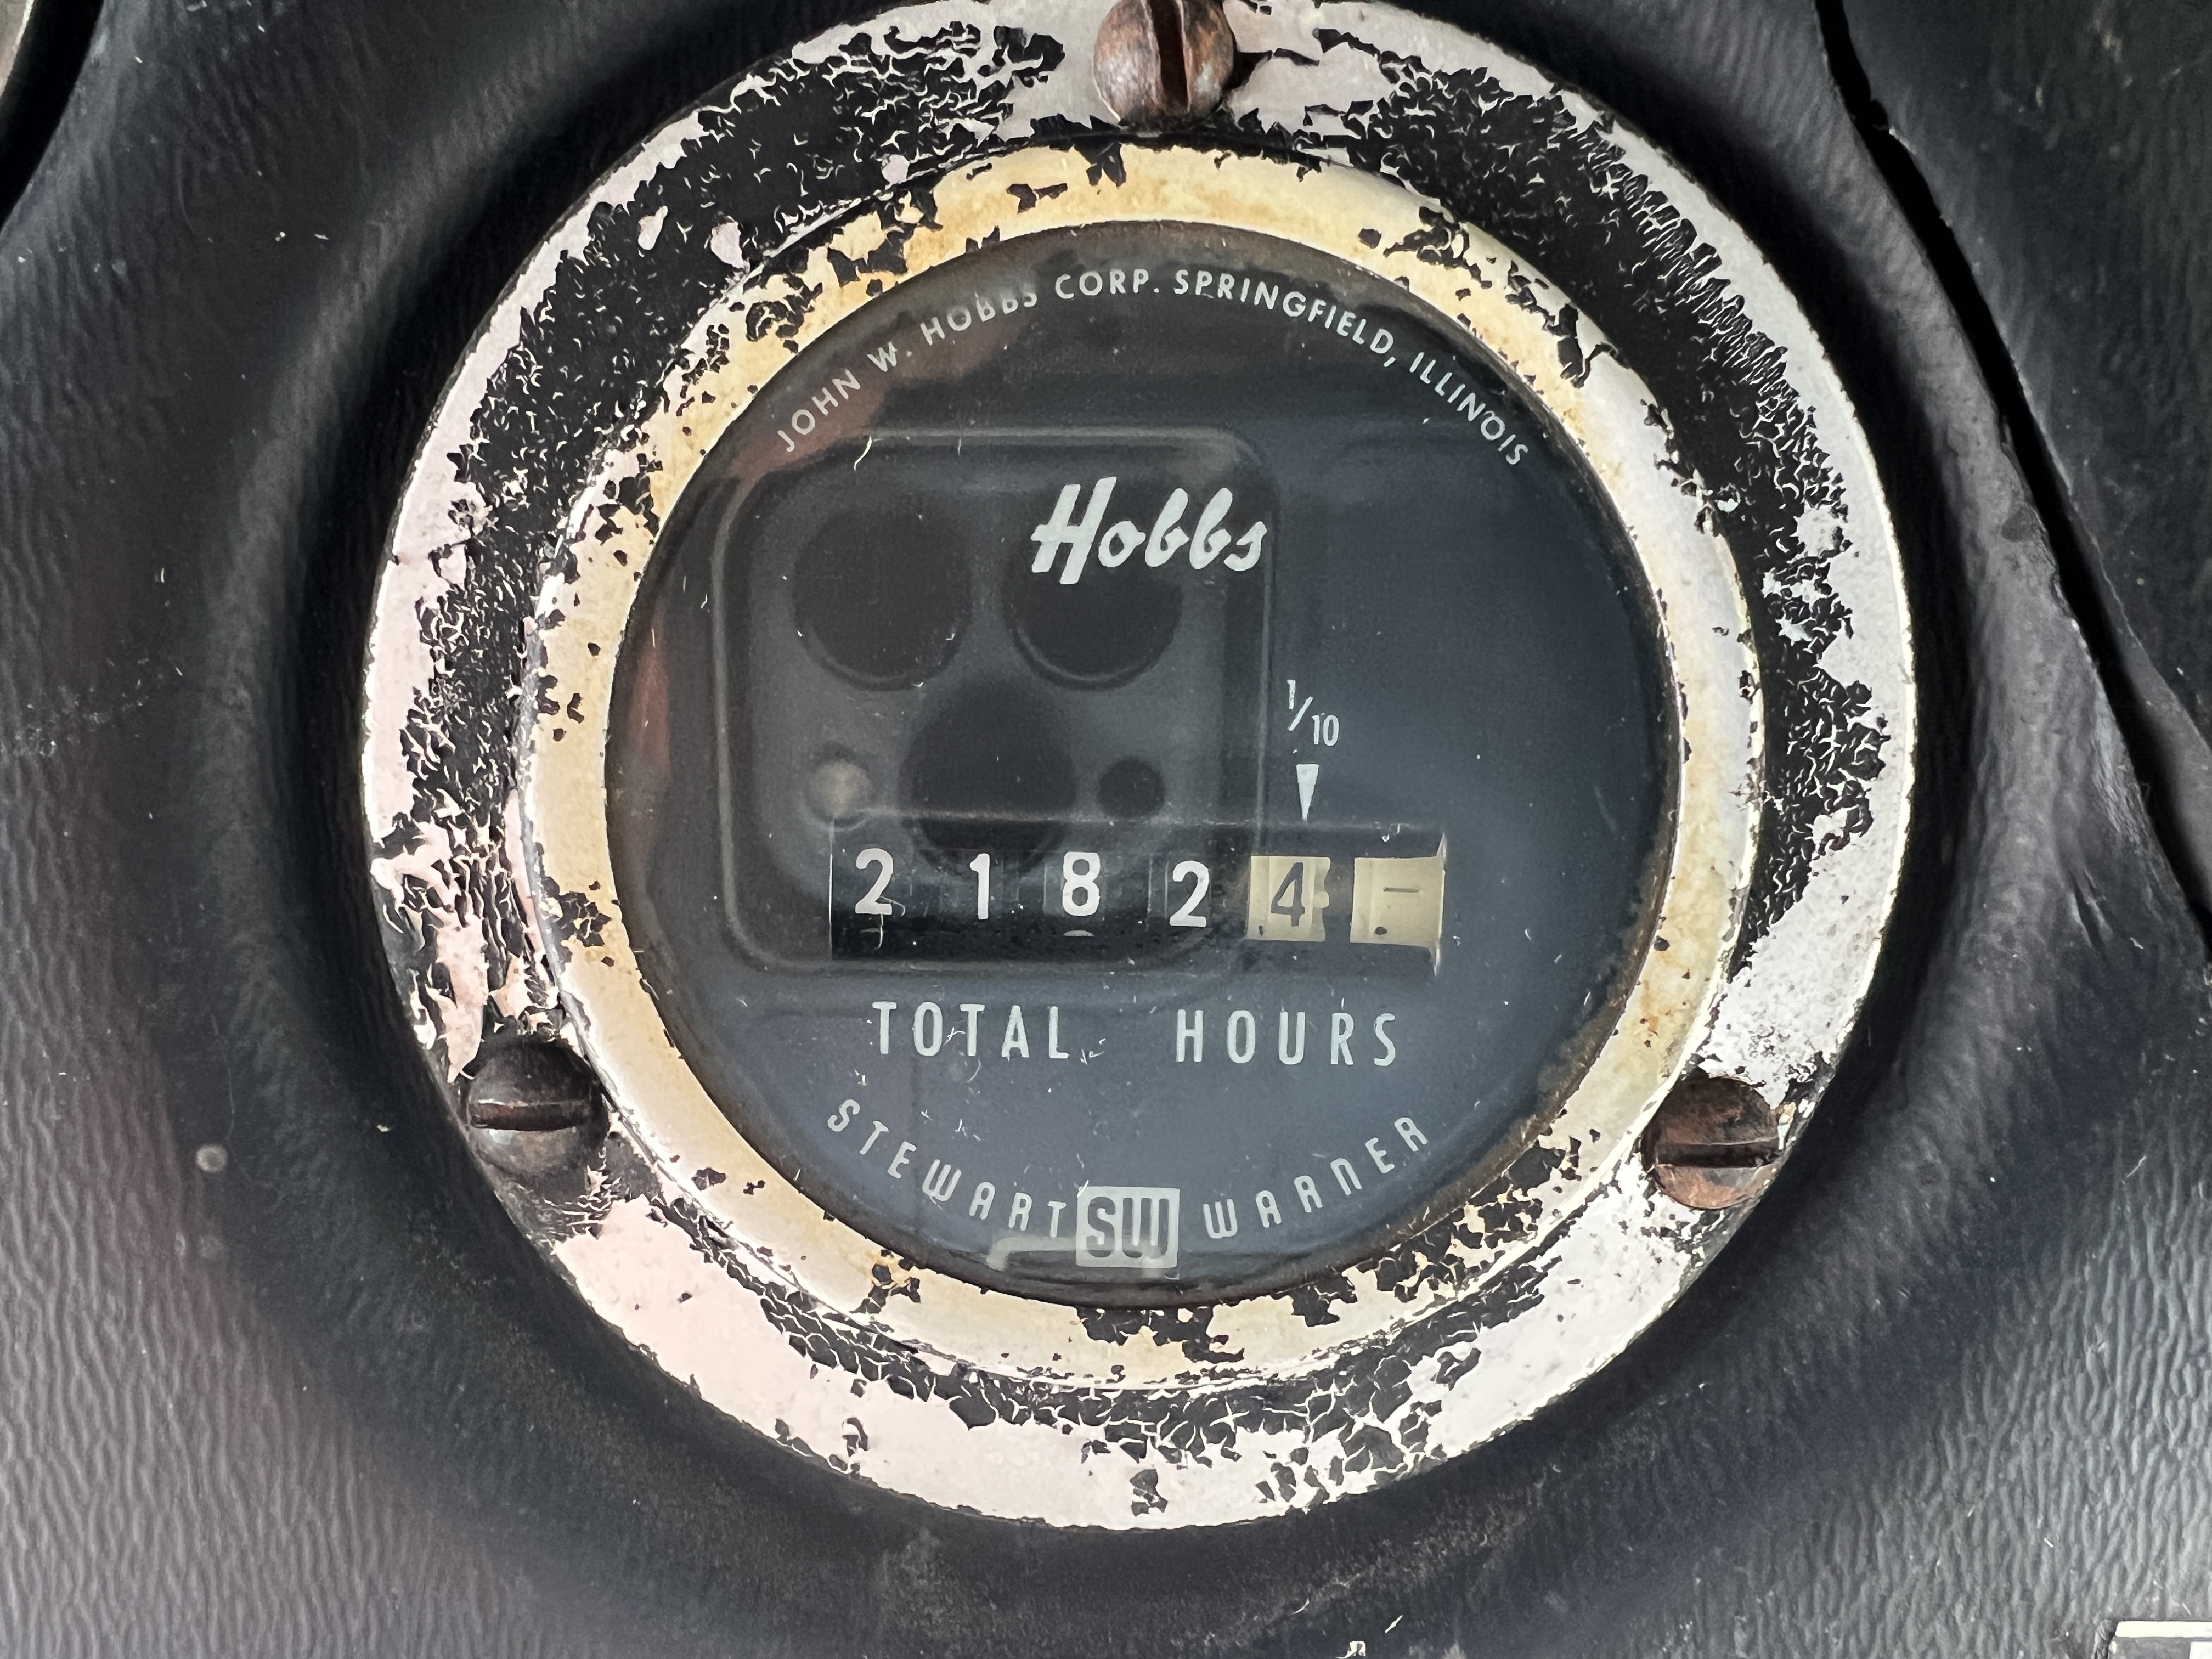 JOHN W. HOBBS CORP. SPRINGFIELD, ILLINOIS
Hobbs
1/10
2 1 8 2 4
TOTAL HOURS
STEWART SW WARNER